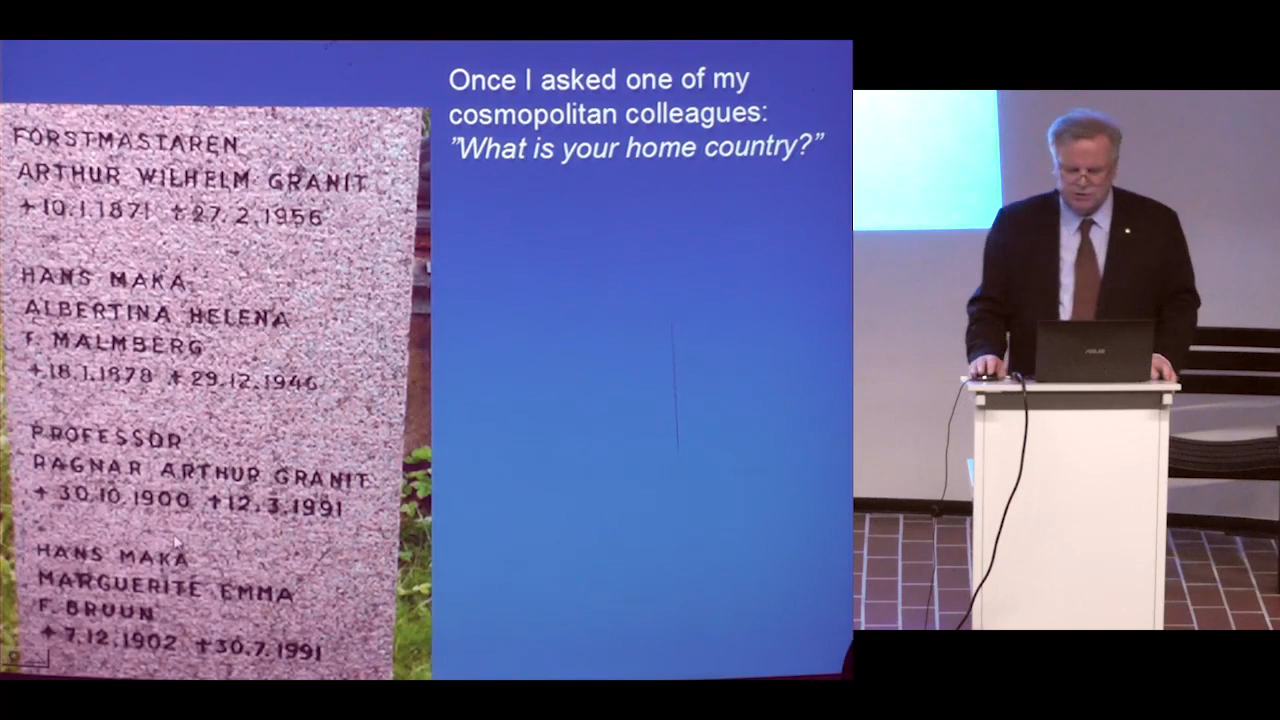 FORSTMÄSTAREN
ARTHUR WILHELM GRANIT
+10.1.1871 +27.2.1956
HANS MAKA
ALBERTINA HELENA
F. MALMBERG
+18.1.1878 +29.12.1946
PROFESSOR
RAGNAR ARTHUR GRANIT
+30.10.1900 +12.3.1991
HANS MAKA
MARGUERITE EMMA
F. BRUUN
+7.12.1902 +30.7.1991
Once I asked one of my
cosmopolitan colleagues:
”What is your home country?”
ASUS